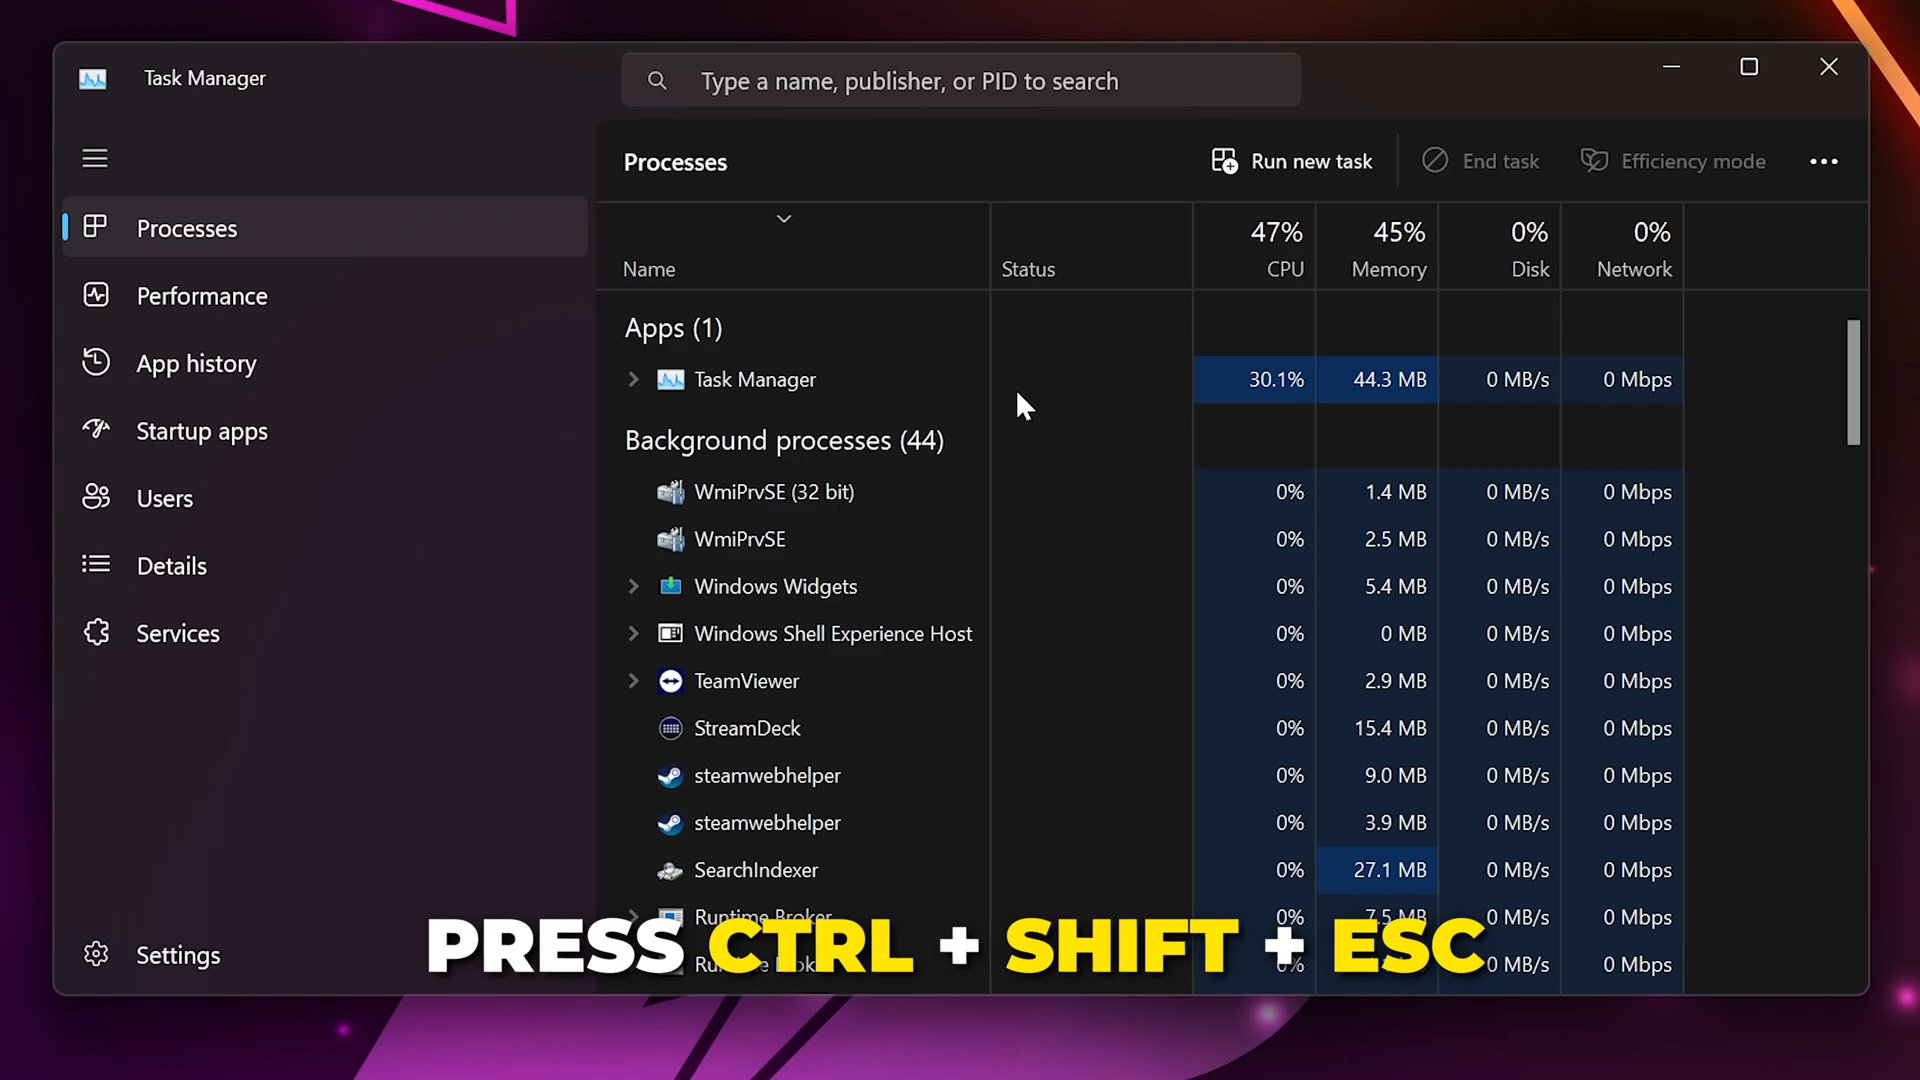 Task Manager
Type a name, publisher, or PID to search
Processes
Run new task
End task
Efficiency mode
Processes
Performance
App history
Startup apps
Users
Details
Services
Settings
47% 45% 0% 0%
Name Status CPU Memory Disk Network
Apps (1)
Task Manager 30.1% 44.3 MB 0 MB/s 0 Mbps
Background processes (44)
WmiPrvSE (32 bit) 0% 1.4 MB 0 MB/s 0 Mbps
WmiPrvSE 0% 2.5 MB 0 MB/s 0 Mbps
Windows Widgets 0% 5.4 MB 0 MB/s 0 Mbps
Windows Shell Experience Host 0% 0 MB 0 MB/s 0 Mbps
TeamViewer 0% 2.9 MB 0 MB/s 0 Mbps
StreamDeck 0% 15.4 MB 0 MB/s 0 Mbps
steamwebhelper 0% 9.0 MB 0 MB/s 0 Mbps
steamwebhelper 0% 3.9 MB 0 MB/s 0 Mbps
SearchIndexer 0% 27.1 MB 0 MB/s 0 Mbps
Runtime Broker 0% 7.5 MB 0 MB/s 0 Mbps
0% 0 MB/s 0 Mbps
PRESS CTRL + SHIFT + ESC